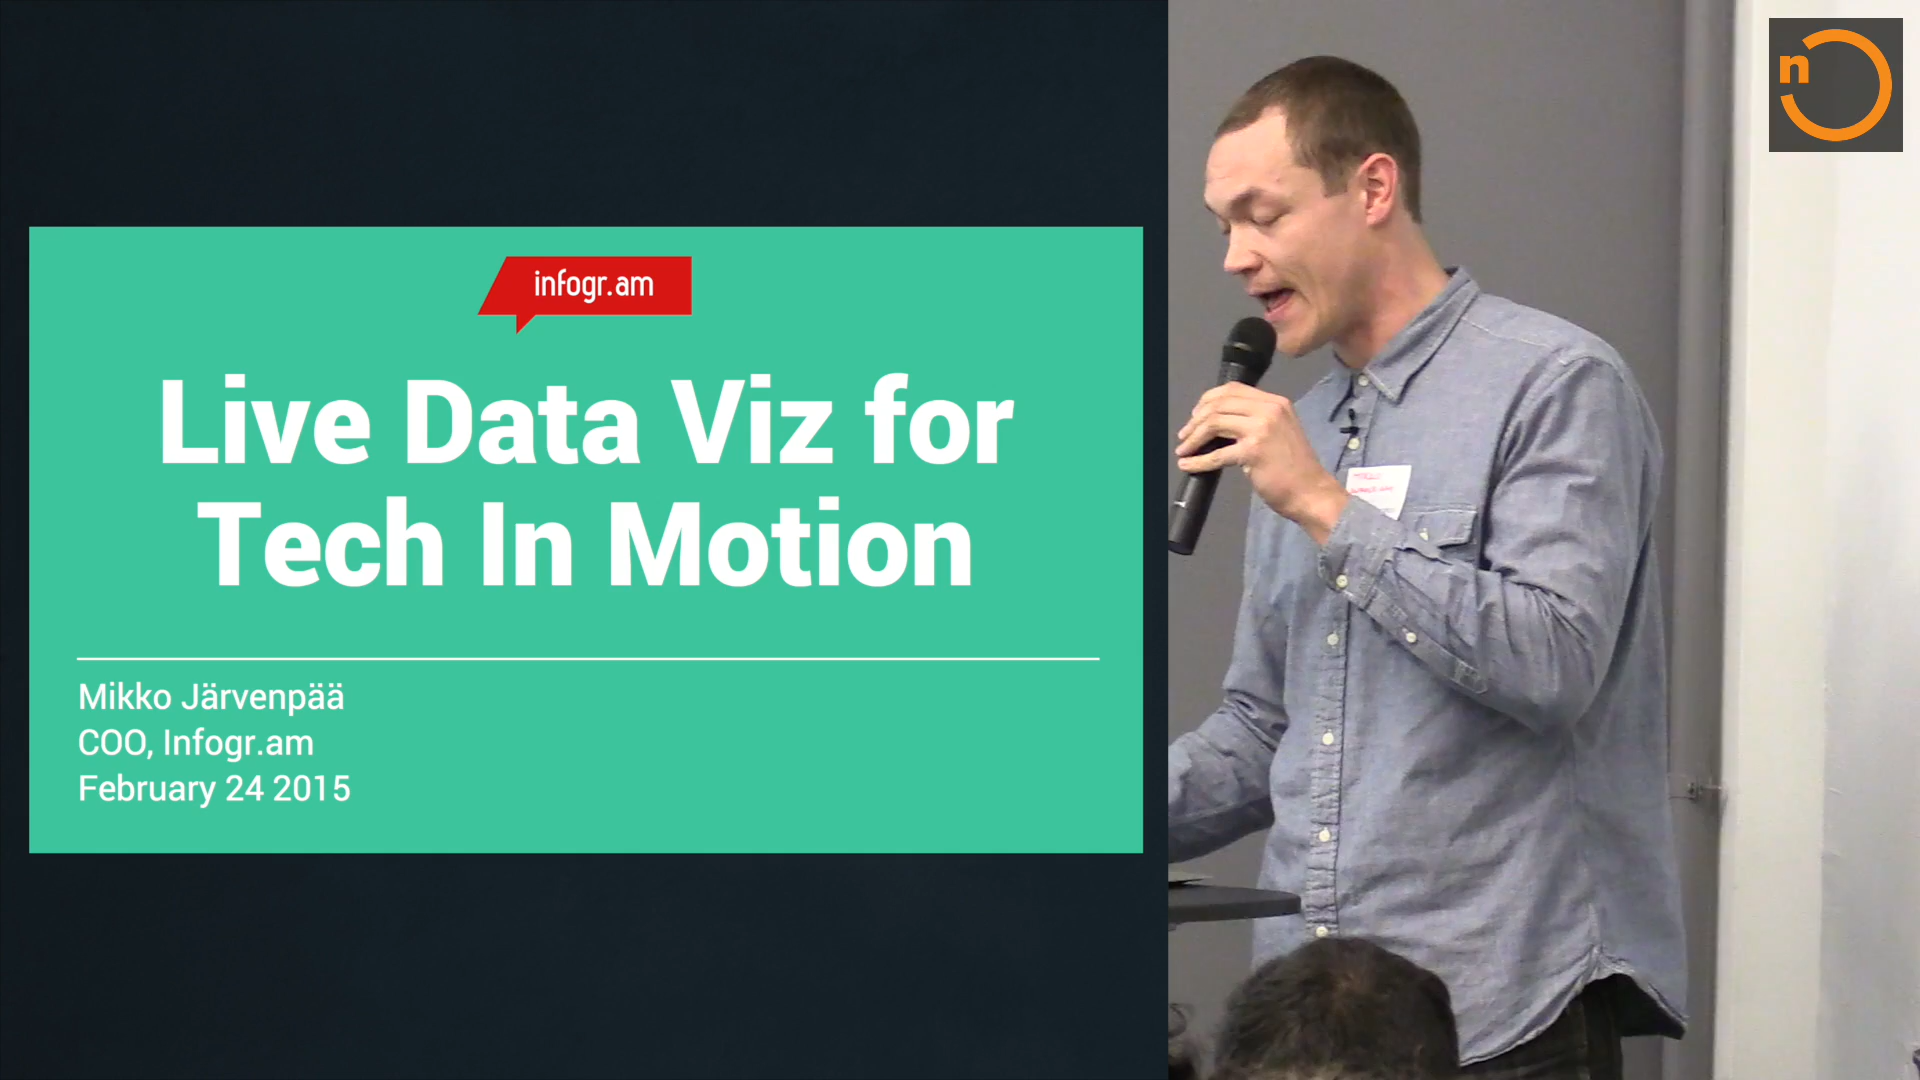 infogr.am
Live Data Viz for
Tech In Motion
Mikko Järvenpää
COO, Infogr.am
February 24 2015
n